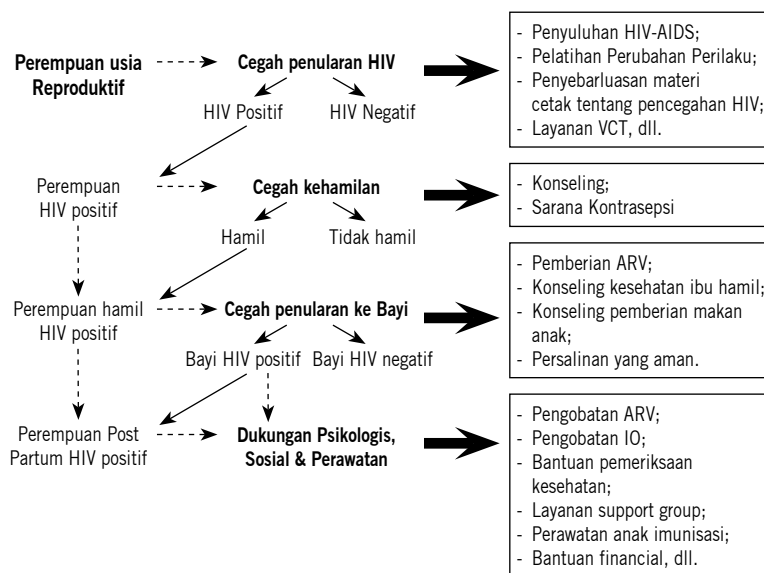 Perempuan usia
Reproduktif
Cegah penularan HIV
HIV Positif
HIV Negatif
- Penyuluhan HIV-AIDS;
- Pelatihan Perubahan Perilaku;
- Penyebarluasan materi
cetak tentang pencegahan HIV;
- Layanan VCT, dll.
Perempuan
HIV positif
Cegah kehamilan
Hamil
Tidak hamil
- Konseling;
- Sarana Kontrasepsi
Perempuan hamil
HIV positif
Cegah penularan ke Bayi
Bayi HIV positif
Bayi HIV negatif
- Pemberian ARV;
- Konseling kesehatan ibu hamil;
- Konseling pemberian makan
anak;
- Persalinan yang aman.
Perempuan Post
Partum HIV positif
Dukungan Psikologis,
Sosial & Perawatan
- Pengobatan ARV;
- Pengobatan IO;
- Bantuan pemeriksaan
kesehatan;
- Layanan support group;
- Perawatan anak imunisasi;
- Bantuan financial, dll.